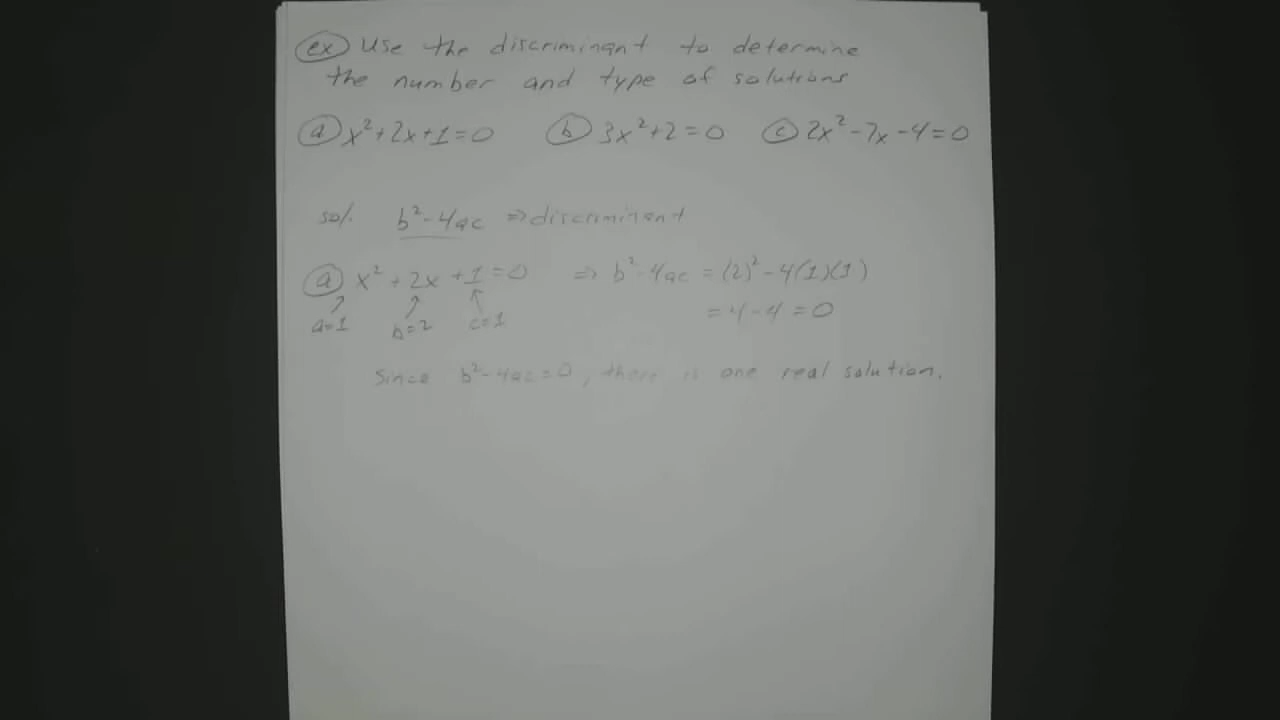 ex Use the discriminant to determine
the number and type of solutions
a x²+2x+1=0 b 3x²+2=0 c 2x²-7x-4=0
sol. b²-4ac ⇒ discriminant
a x² + 2x + 1 = 0 ⇒ b²-4ac = (2)²-4(1)(1)
a=1 b=2 c=1 = 4-4 = 0
Since b²-4ac=0, there is one real solution.